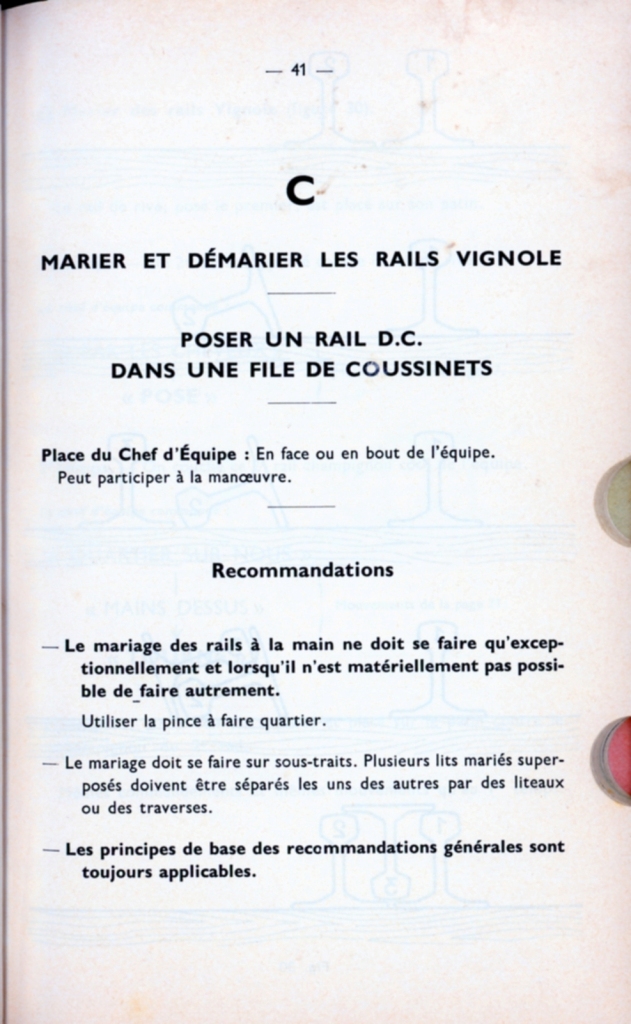 — 41 —
C
MARIER ET DÉMARIER LES RAILS VIGNOLE
POSER UN RAIL D.C.
DANS UNE FILE DE COUSSINETS
Place du Chef d'Équipe : En face ou en bout de l'équipe.
Peut participer à la manœuvre.
Recommandations
— Le mariage des rails à la main ne doit se faire qu'excep-
tionnellement et lorsqu'il n'est matériellement pas possi-
ble de faire autrement.
Utiliser la pince à faire quartier.
— Le mariage doit se faire sur sous-traits. Plusieurs lits mariés super-
posés doivent être séparés les uns des autres par des liteaux
ou des traverses.
— Les principes de base des recommandations générales sont
toujours applicables.